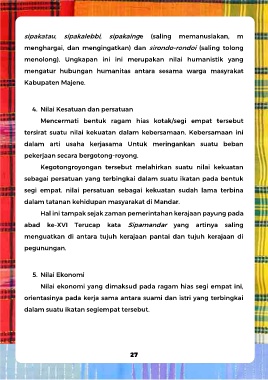 sipakatau, sipakalebbi, sipakainge (saling memanusiakan, m
menghargai, dan mengingatkan) dan sirondo-rondoi (saling tolong
menolong), Ungkapan ini ini merupakan nilai humanistik yang
mengatur hubungan humanitas antara sesama warga masyrakat
Kabupaten Majene.
4. Nilai Kesatuan dan persatuan
Mencermati bentuk ragam hias kotak/segi empat tersebut
tersirat suatu nilai kekuatan dalam kebersamaan. Kebersamaan ini
dalam arti usaha kerjasama Untuk meringankan suatu beban
pekerjaan secara bergotong-royong.
Kegotongroyongan tersebut melahirkan suatu nilai kekuatan
sebagai persatuan yang terbingkai dalam suatu ikatan pada bentuk
segi empat. nilai persatuan sebagai kekuatan sudah lama terbina
dalam tatanan kehidupan masyarakat di Mandar.
Hal ini tampak sejak zaman pemerintahan kerajaan payung pada
abad ke-XVI Terucap kata Sipamandar yang artinya saling
menguatkan di antara tujuh kerajaan pantai dan tujuh kerajaan di
pegunungan.
5. Nilai Ekonomi
Nilai ekonomi yang dimaksud pada ragam hias segi empat ini,
orientasinya pada kerja sama antara suami dan istri yang terbingkai
dalam suatu ikatan segiempat tersebut.
27